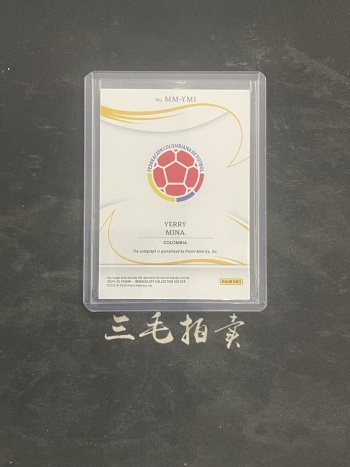 No. MM-YMI
FEDERACIÓN COLOMBIANA DE FÚTBOL
YERRY
MINA
COLOMBIA
The autograph is guaranteed by Panini America, Inc.
PANINI
三毛拍卖